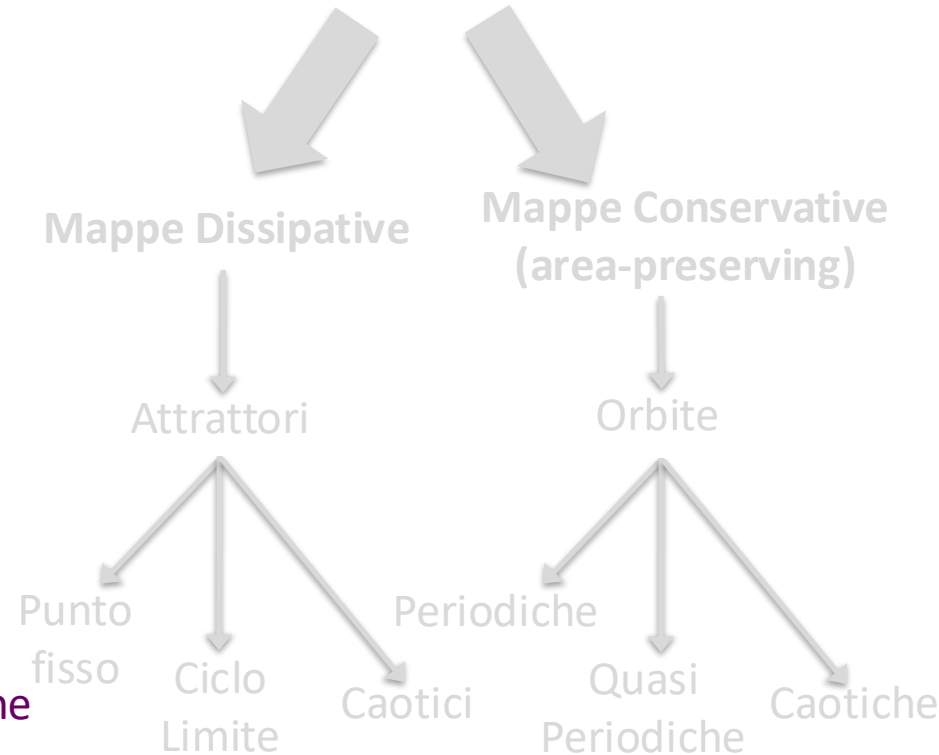 Mappe Dissipative
Mappe Conservative
(area-preserving)
Attrattori
Orbite
Punto
fisso
Ciclo
Limite
Caotici
Periodiche
Quasi
Periodiche
Caotiche